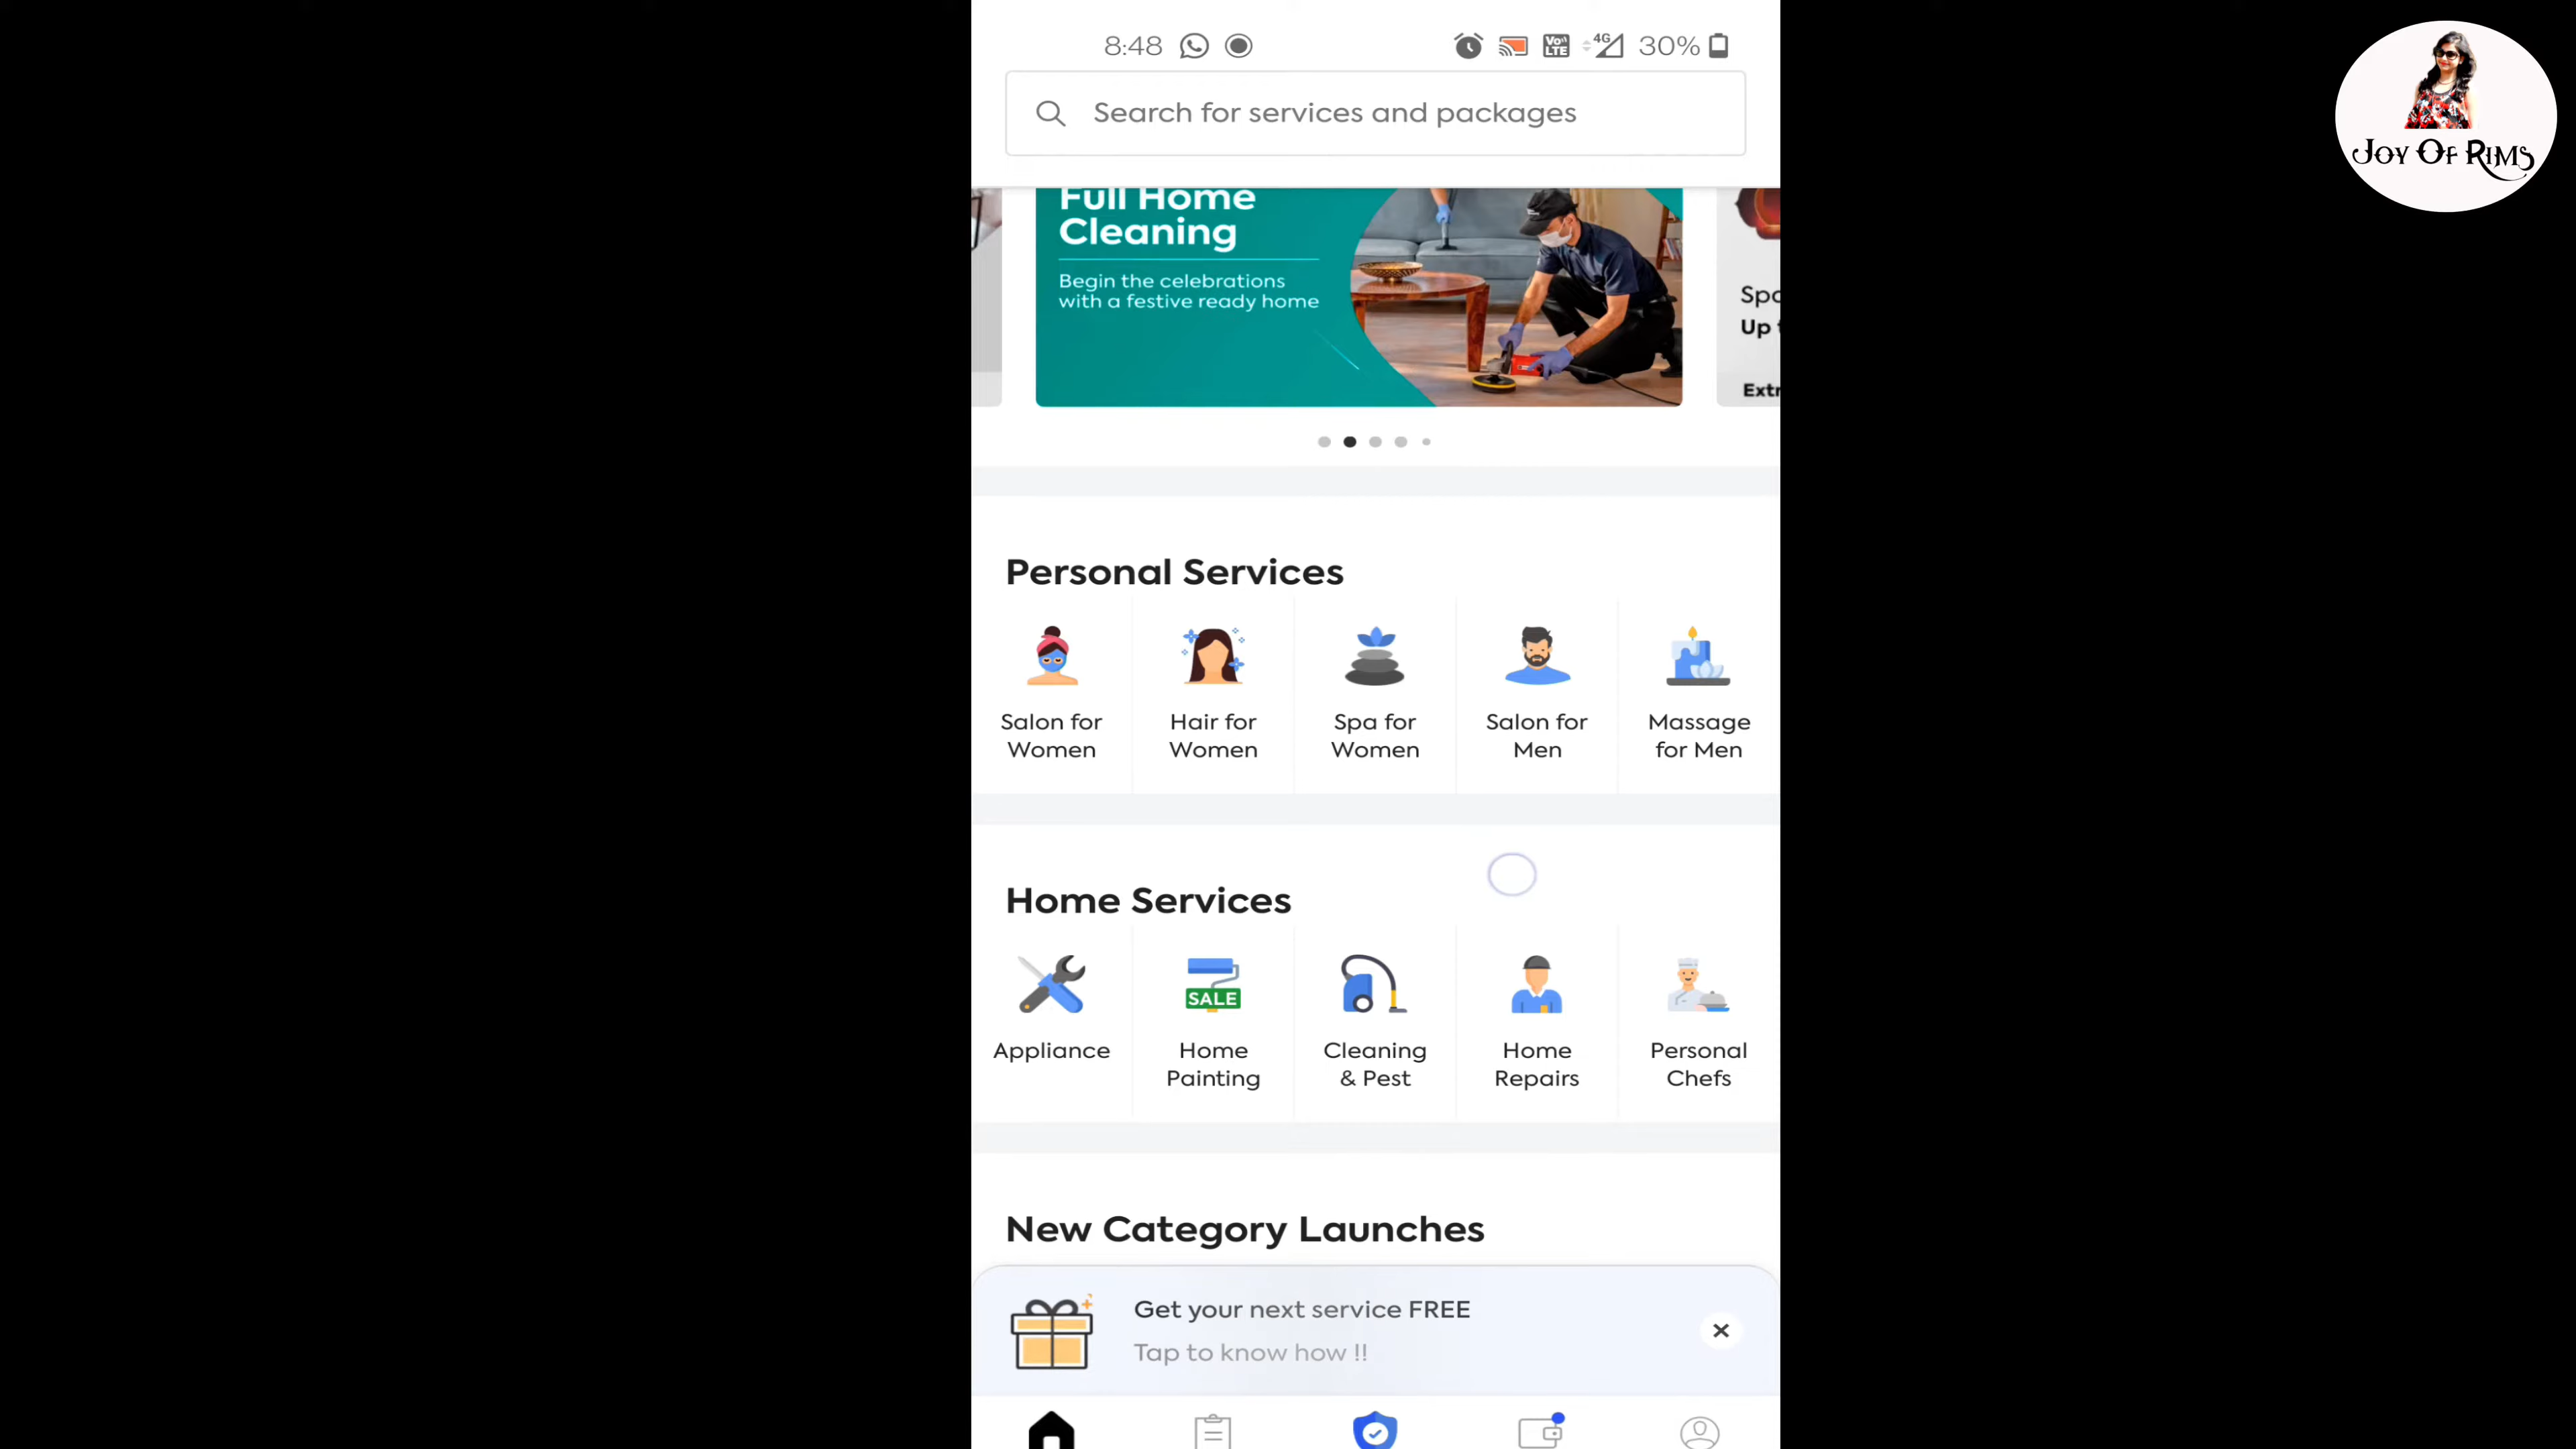 8:48
Vo))
LTE
4G
30%
JOY OF RIMS
Search for services and packages
Full Home
Cleaning
Begin the celebrations
with a festive ready home
Up
Personal Services
Salon for
Women
Hair for
Women
Spa for
Women
Salon for
Men
Massage
for Men
Home Services
Appliance
SALE
Home
Painting
Cleaning
& Pest
Home
Repairs
Personal
Chefs
New Category Launches
Get your next service FREE
Tap to know how !!